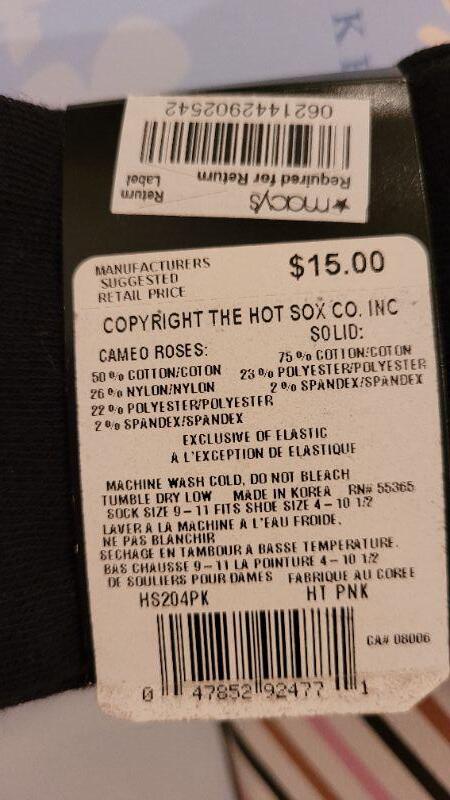 K
macys
Return
Label
Required for Return
0621442902542
MANUFACTURERS
SUGGESTED
RETAIL PRICE
$15.00
COPYRIGHT THE HOT SOX CO. INC
CAMEO ROSES:
50% COTTON/COTON
26% NYLON/NYLON
22% POLYESTER/POLYESTER
2% SPANDEX/SPANDEX
SOLID:
75% COTTON/COTON
23% POLYESTER/POLYESTER
2% SPANDEX/SPANDEX
EXCLUSIVE OF ELASTIC
A L'EXCEPTION DE ELASTIQUE
MACHINE WASH COLD, DO NOT BLEACH
TUMBLE DRY LOW MADE IN KOREA RN# 55365
SOCK SIZE 9-11 FITS SHOE SIZE 4-10 1/2
LAVER A LA MACHINE A L'EAU FROIDE.
NE PAS BLANCHIR
SECHAGE EN TAMBOUR A BASSE TEMPERATURE.
BAS CHAUSSE 9-11 LA POINTURE 4-10 1/2
DE SOULIERS POUR DAMES FABRIQUE AU COREE
HS204PK HT PNK
CA# 08006
0 47852 92477 1